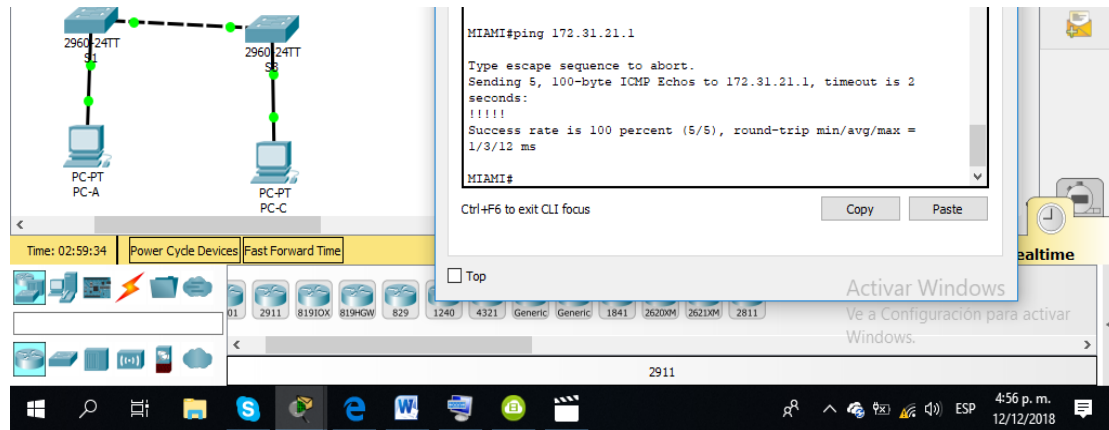 2960-24TT
S1
2960-24TT
S3
PC-PT
PC-A
PC-PT
PC-C
MIAMI#ping 172.31.21.1
Type escape sequence to abort.
Sending 5, 100-byte ICMP Echos to 172.31.21.1, timeout is 2
seconds:
!!!!!
Success rate is 100 percent (5/5), round-trip min/avg/max =
1/3/12 ms
MIAMI#
Ctrl+F6 to exit CLI focus
Copy
Paste
Top
Time: 02:59:34
Power Cycle Devices
Fast Forward Time
ealtime
01
2911
819IOX
819HGW
829
1240
4321
Generic
Generic
1841
2620XM
2621XM
2811
Activar Windows
Ve a Configuración para activar
Windows.
2911
ESP
4:56 p. m.
12/12/2018